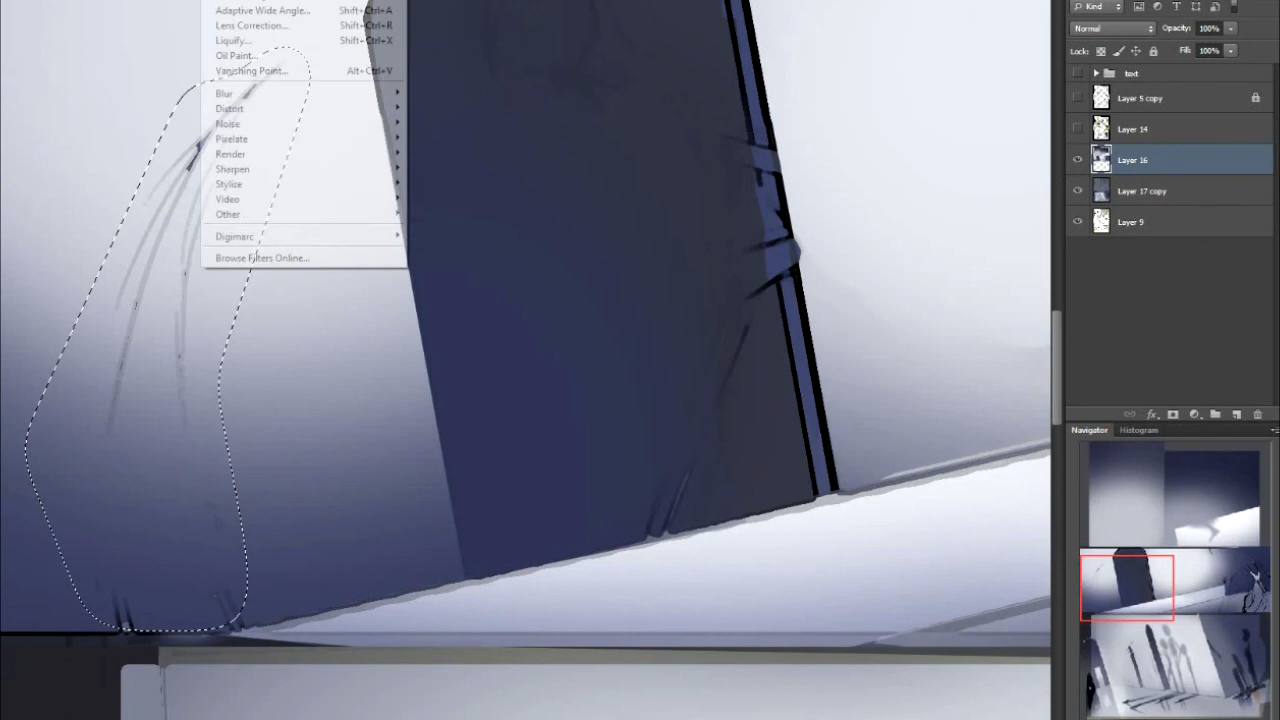 Adaptive Wide Angle... Shift+Ctrl+A
Lens Correction... Shift+Ctrl+R
Liquify... Shift+Ctrl+X
Oil Paint...
Vanishing Point... Alt+Ctrl+V
Blur
Distort
Noise
Pixelate
Render
Sharpen
Stylize
Video
Other
Digimarc
Browse Filters Online...
Kind
Normal Opacity: 100%
Lock: Fill: 100%
text
Layer 5 copy
Layer 14
Layer 16
Layer 17 copy
Layer 9
fx
Navigator Histogram